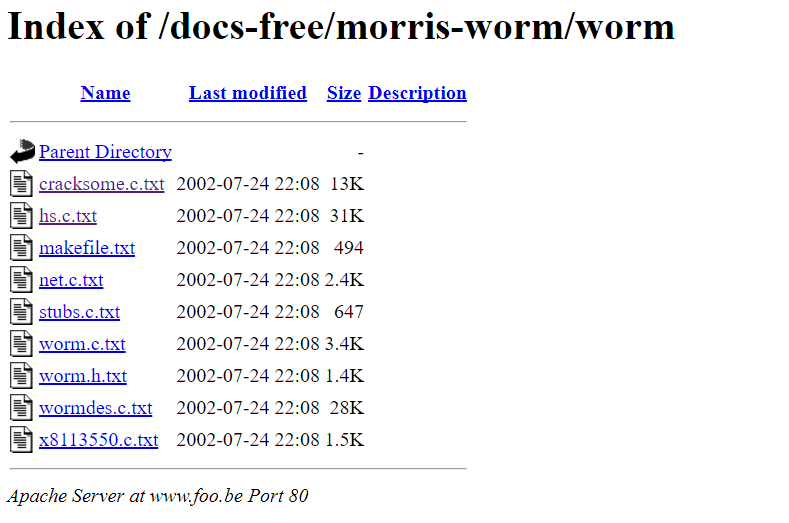 Index of /docs-free/morris-worm/worm
Name Last modified Size Description
Parent Directory -
cracksome.c.txt 2002-07-24 22:08 13K
hs.c.txt 2002-07-24 22:08 31K
makefile.txt 2002-07-24 22:08 494
net.c.txt 2002-07-24 22:08 2.4K
stubs.c.txt 2002-07-24 22:08 647
worm.c.txt 2002-07-24 22:08 3.4K
worm.h.txt 2002-07-24 22:08 1.4K
wormdes.c.txt 2002-07-24 22:08 28K
x8113550.c.txt 2002-07-24 22:08 1.5K
Apache Server at www.foo.be Port 80